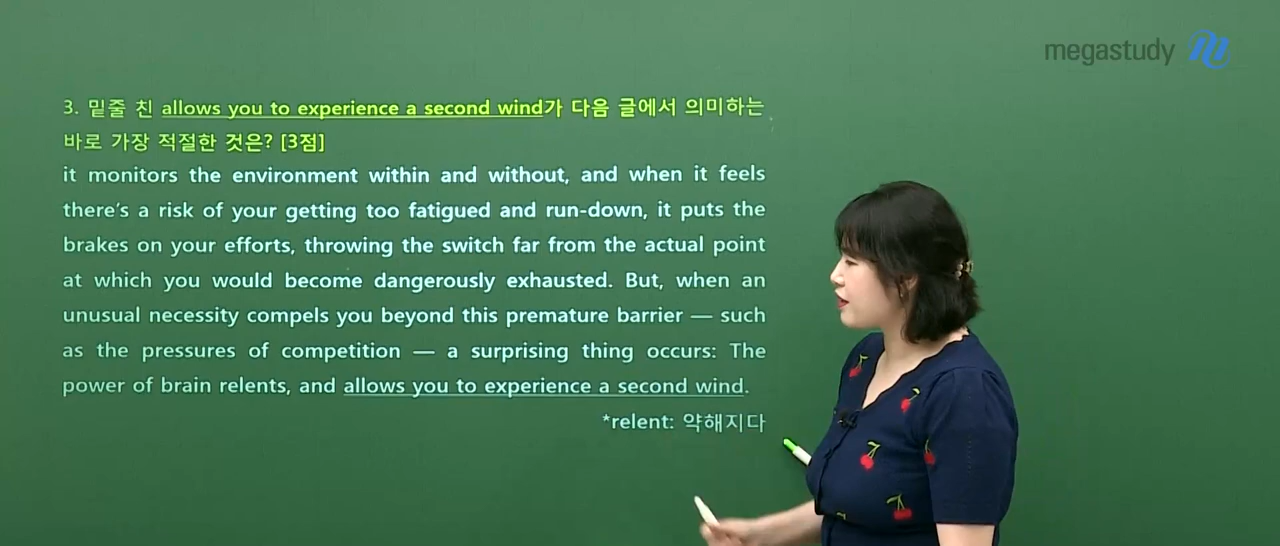 megastudy
3. 밑줄 친 allows you to experience a second wind가 다음 글에서 의미하는
바로 가장 적절한 것은? [3점]
it monitors the environment within and without, and when it feels
there's a risk of your getting too fatigued and run-down, it puts the
brakes on your efforts, throwing the switch far from the actual point
at which you would become dangerously exhausted. But, when an
unusual necessity compels you beyond this premature barrier — such
as the pressures of competition — a surprising thing occurs: The
power of brain relents, and allows you to experience a second wind.
*relent: 약해지다